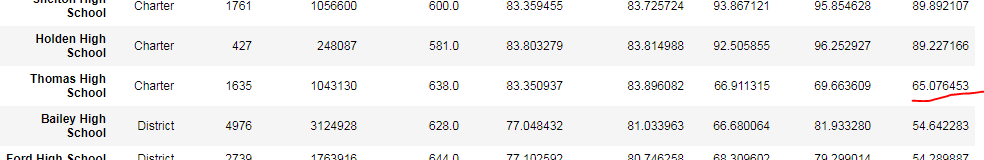 Shelton High School Charter 1761 1056600 600.0 83.359455 83.725724 93.867121 95.854628 89.892107
Holden High School Charter 427 248087 581.0 83.803279 83.814988 92.505855 96.252927 89.227166
Thomas High School Charter 1635 1043130 638.0 83.350937 83.896082 66.911315 69.663609 65.076453
Bailey High School District 4976 3124928 628.0 77.048432 81.033963 66.680064 81.933280 54.642283
Ford High School District 2739 1763916 644.0 77.102592 80.746258 68.309602 79.299014 54.289887